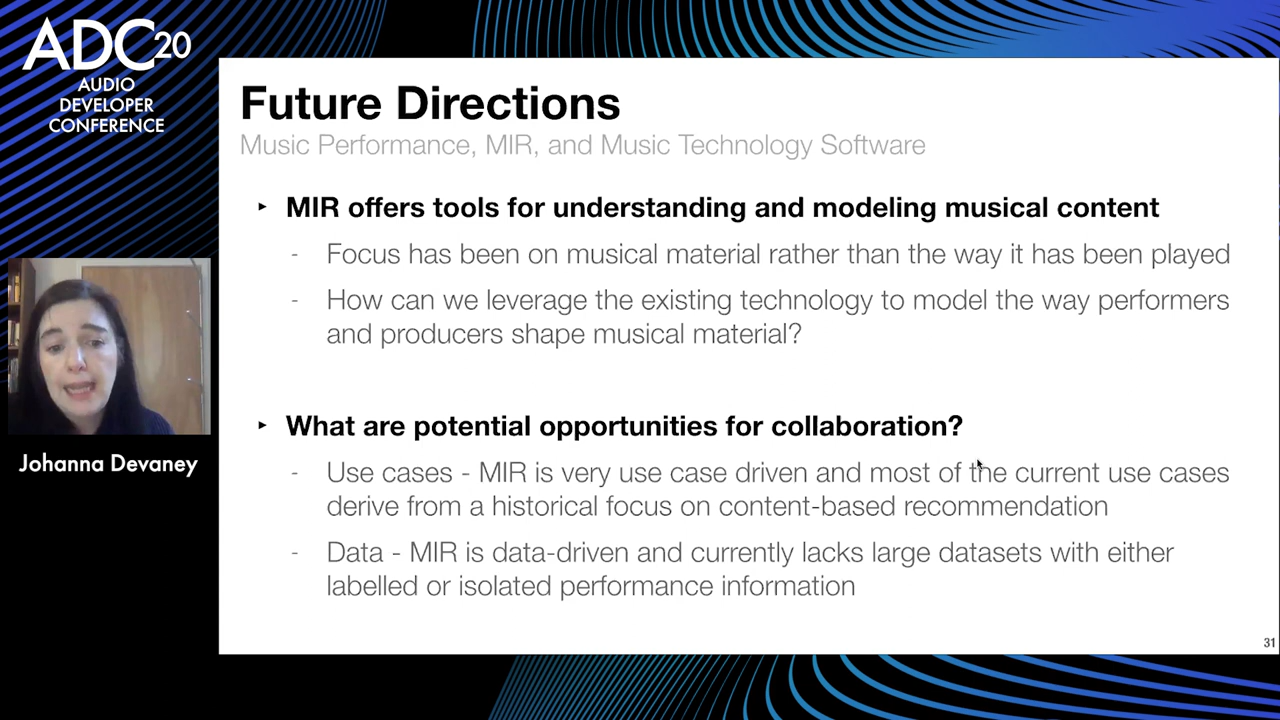 ADC20
AUDIO
DEVELOPER
CONFERENCE
Future Directions
Music Performance, MIR, and Music Technology Software
‣ MIR offers tools for understanding and modeling musical content
- Focus has been on musical material rather than the way it has been played
- How can we leverage the existing technology to model the way performers
and producers shape musical material?
‣ What are potential opportunities for collaboration?
- Use cases - MIR is very use case driven and most of the current use cases
derive from a historical focus on content-based recommendation
- Data - MIR is data-driven and currently lacks large datasets with either
labelled or isolated performance information
31
Johanna Devaney